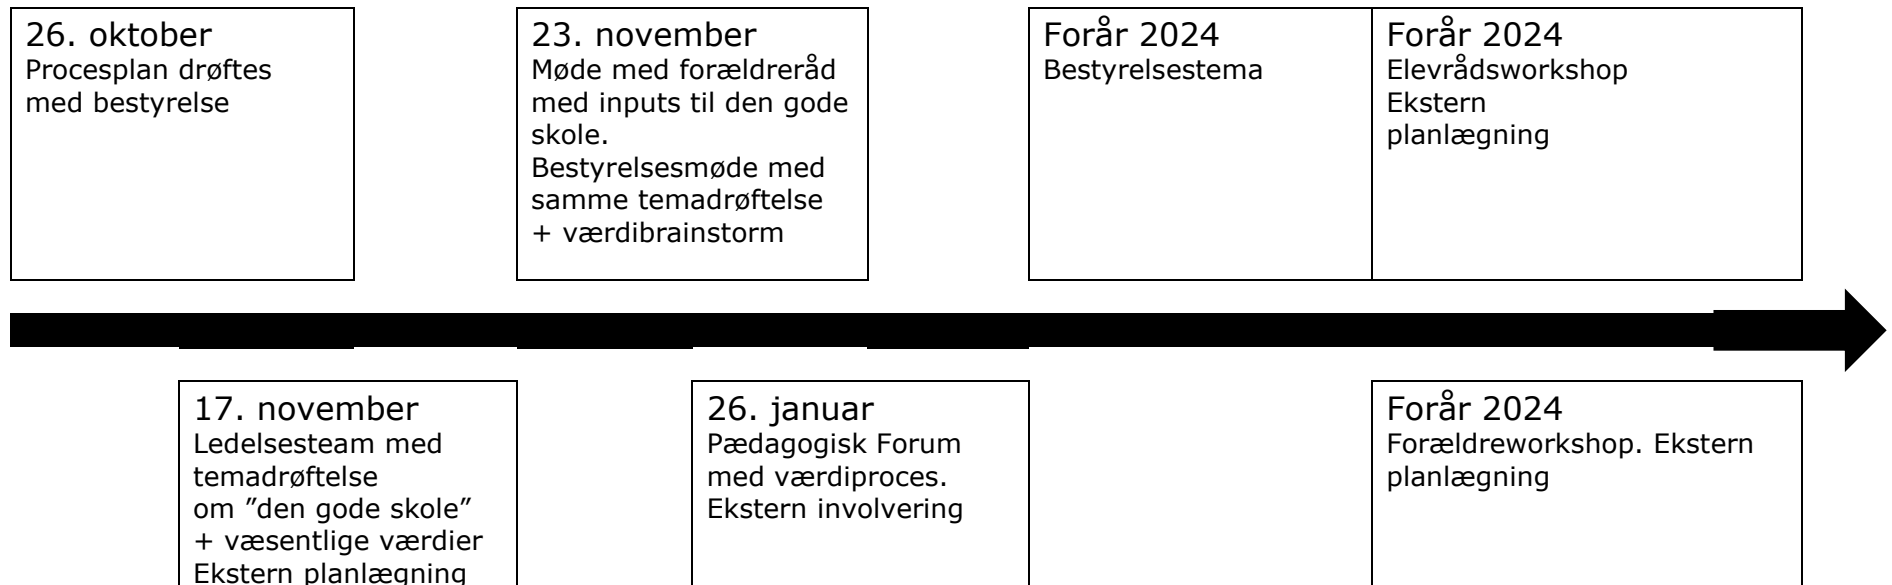 26. oktober
Procesplan drøftes
med bestyrelse
23. november
Møde med forældreråd
med inputs til den gode
skole.
Bestyrelsesmøde med
samme temadrøftelse
+ værdibrainstorm
Forår 2024
Bestyrelsestema
Forår 2024
Elevrådsworkshop
Ekstern
planlægning
17. november
Ledelsesteam med
temadrøftelse
om ”den gode skole”
+ væsentlige værdier
Ekstern planlægning
26. januar
Pædagogisk Forum
med værdiproces.
Ekstern involvering
Forår 2024
Forældreworkshop. Ekstern
planlægning